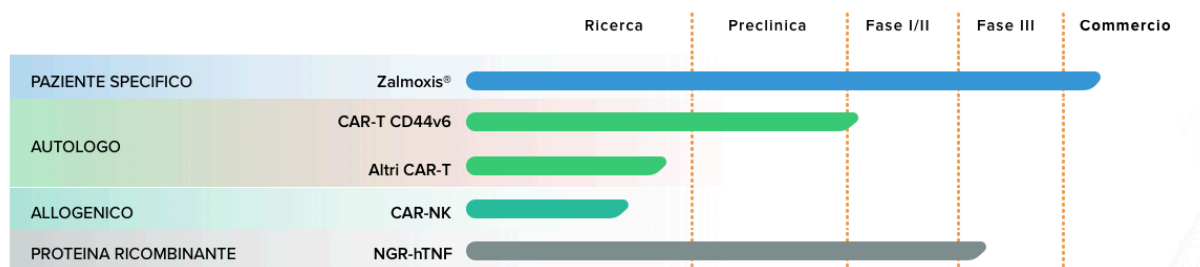 Ricerca Preclinica Fase I/II Fase III Commercio
PAZIENTE SPECIFICO Zalmoxis®
CAR-T CD44v6
AUTOLOGO
Altri CAR-T
ALLOGENICO CAR-NK
PROTEINA RICOMBINANTE NGR-hTNF